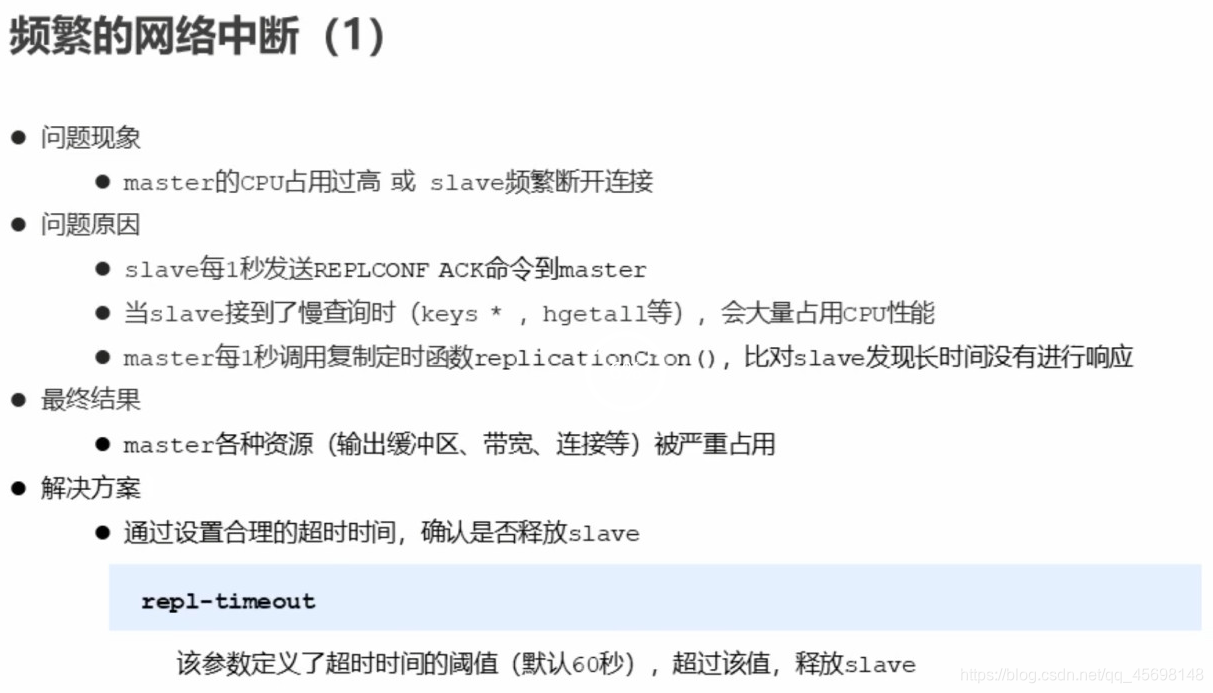 频繁的网络中断（1）
● 问题现象
● master的CPU占用过高 或 slave频繁断开连接
● 问题原因
● slave每1秒发送REPLCONF ACK命令到master
● 当slave接到了慢查询时（keys * ，hgetall等），会大量占用CPU性能
● master每1秒调用复制定时函数replicationCron()，比对slave发现长时间没有进行响应
● 最终结果
● master各种资源（输出缓冲区、带宽、连接等）被严重占用
● 解决方案
● 通过设置合理的超时时间，确认是否释放slave
repl-timeout
该参数定义了超时时间的阈值（默认60秒），超过该值，释放slave
https://blog.csdn.net/qq_45698148